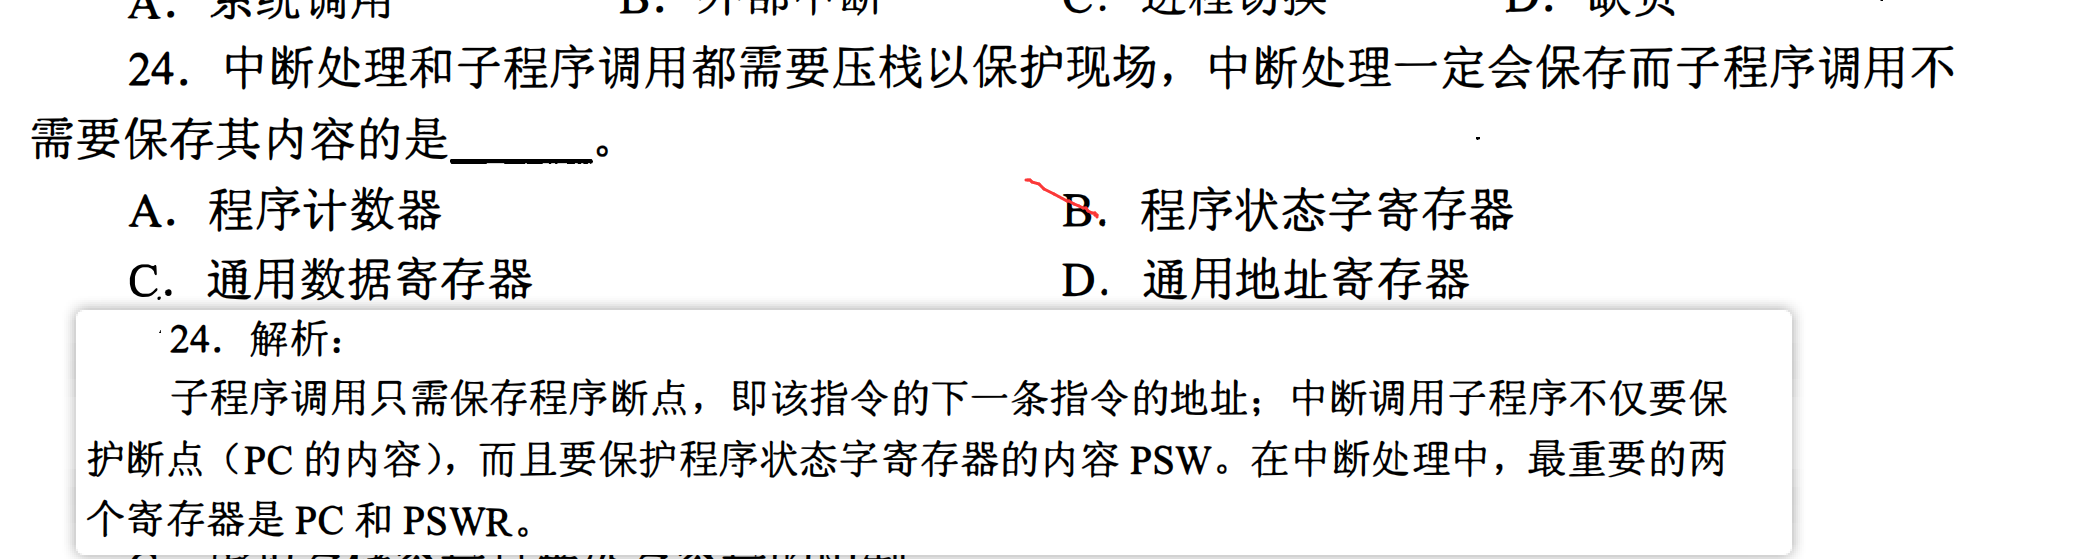 A. 系统调用 B. 外部中断 C. 进程切换 D. 缺页
24. 中断处理和子程序调用都需要压栈以保护现场，中断处理一定会保存而子程序调用不
需要保存其内容的是______。
A. 程序计数器 B. 程序状态字寄存器
C. 通用数据寄存器 D. 通用地址寄存器
24. 解析：
子程序调用只需保存程序断点，即该指令的下一条指令的地址；中断调用子程序不仅要保
护断点（PC 的内容），而且要保护程序状态字寄存器的内容 PSW。在中断处理中，最重要的两
个寄存器是 PC 和 PSWR。